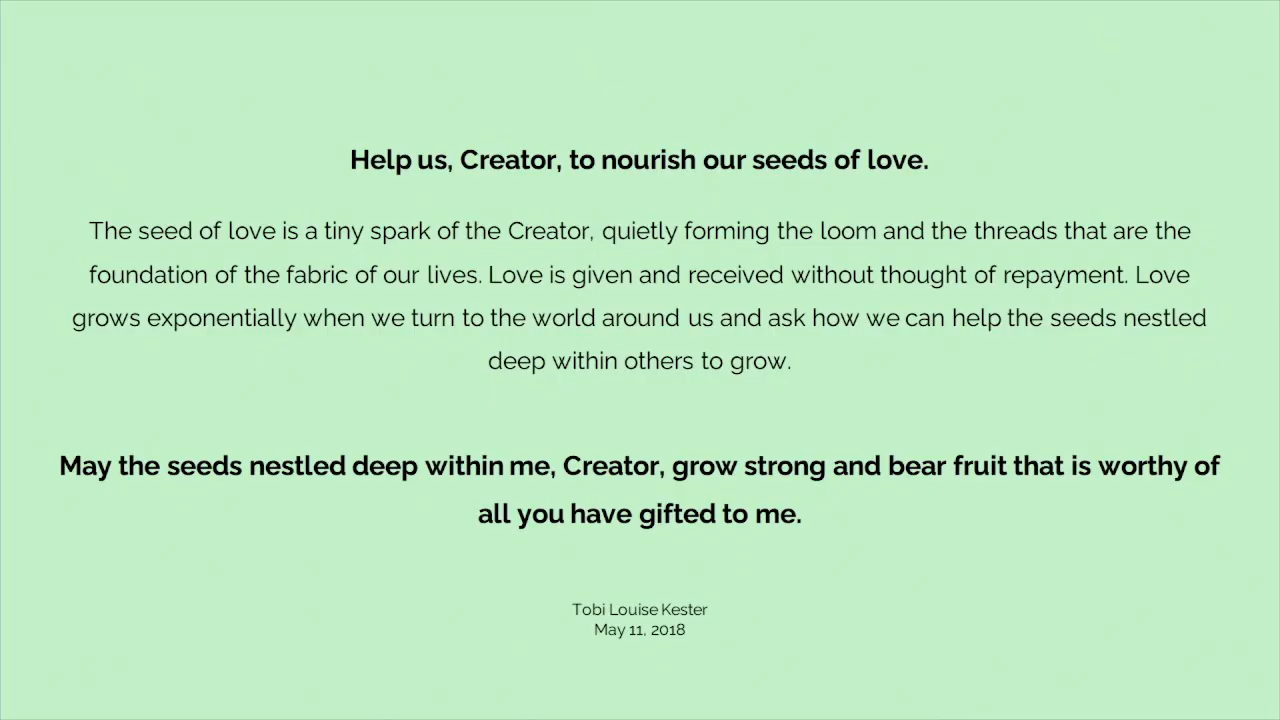 Help us, Creator, to nourish our seeds of love.
The seed of love is a tiny spark of the Creator, quietly forming the loom and the threads that are the
foundation of the fabric of our lives. Love is given and received without thought of repayment. Love
grows exponentially when we turn to the world around us and ask how we can help the seeds nestled
deep within others to grow.
May the seeds nestled deep within me, Creator, grow strong and bear fruit that is worthy of
all you have gifted to me.
Tobi Louise Kester
May 11, 2018